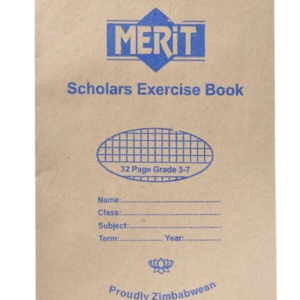 MERiT
Scholars Exercise Book
32 Page Grade 3-7
Name:
Class:
Subject:
Term: Year:
Proudly Zimbabwean